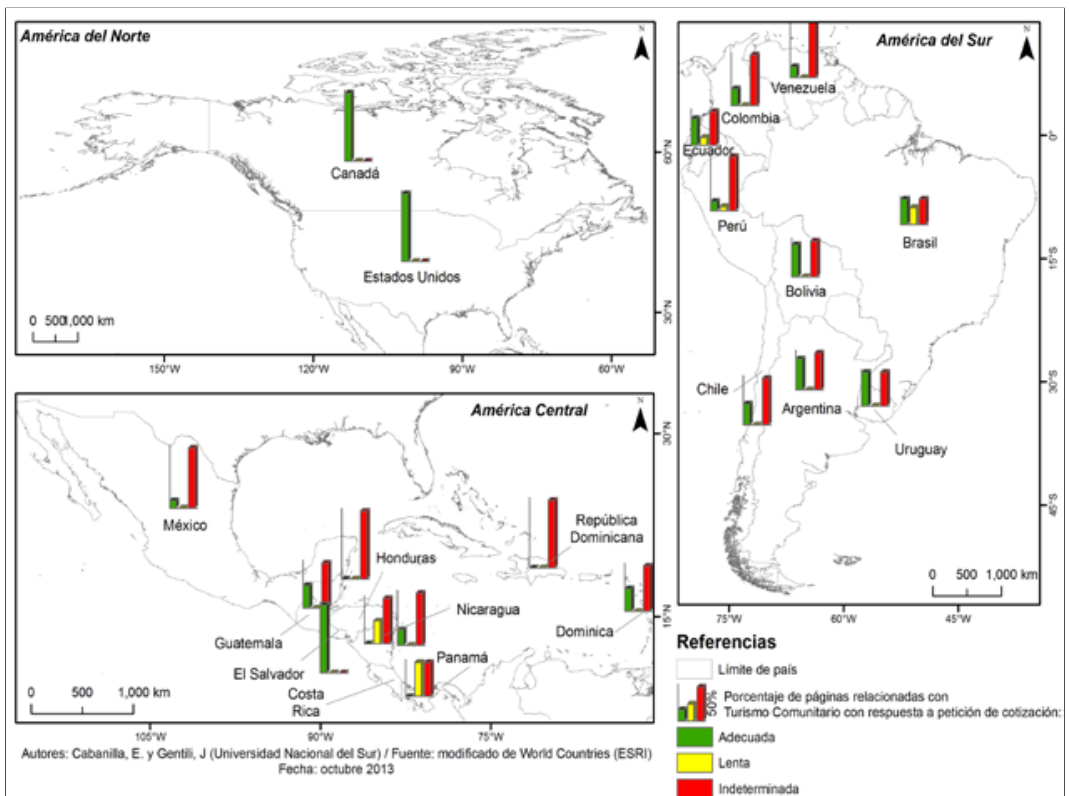 América del Norte
N
Canadá
Estados Unidos
0 500 1,000 km
60°N
30°N
150°W 120°W 90°W 60°W
América Central
N
México
Honduras
República
Dominicana
Nicaragua
Guatemala
El Salvador
Costa
Rica
Panamá
Dominica
0 500 1,000 km
30°N
15°N
105°W 90°W 75°W
América del Sur
N
Venezuela
Colombia
Ecuador
Perú
Brasil
Bolivia
Chile
Argentina
Uruguay
0 500 1,000 km
0°
15°S
30°S
45°S
75°W 60°W 45°W
Referencias
Límite de país
50%
Porcentaje de páginas relacionadas con
Turismo Comunitario con respuesta a petición de cotización:
Adecuada
Lenta
Indeterminada
Autores: Cabanilla, E. y Gentili, J (Universidad Nacional del Sur) / Fuente: modificado de World Countries (ESRI)
Fecha: octubre 2013